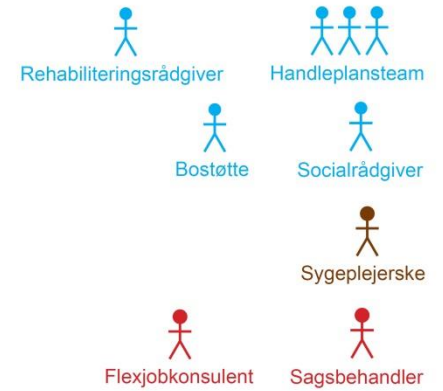 Rehabiliteringsrådgiver
Handleplansteam
Bostøtte
Socialrådgiver
Sygeplejerske
Flexjobkonsulent
Sagsbehandler